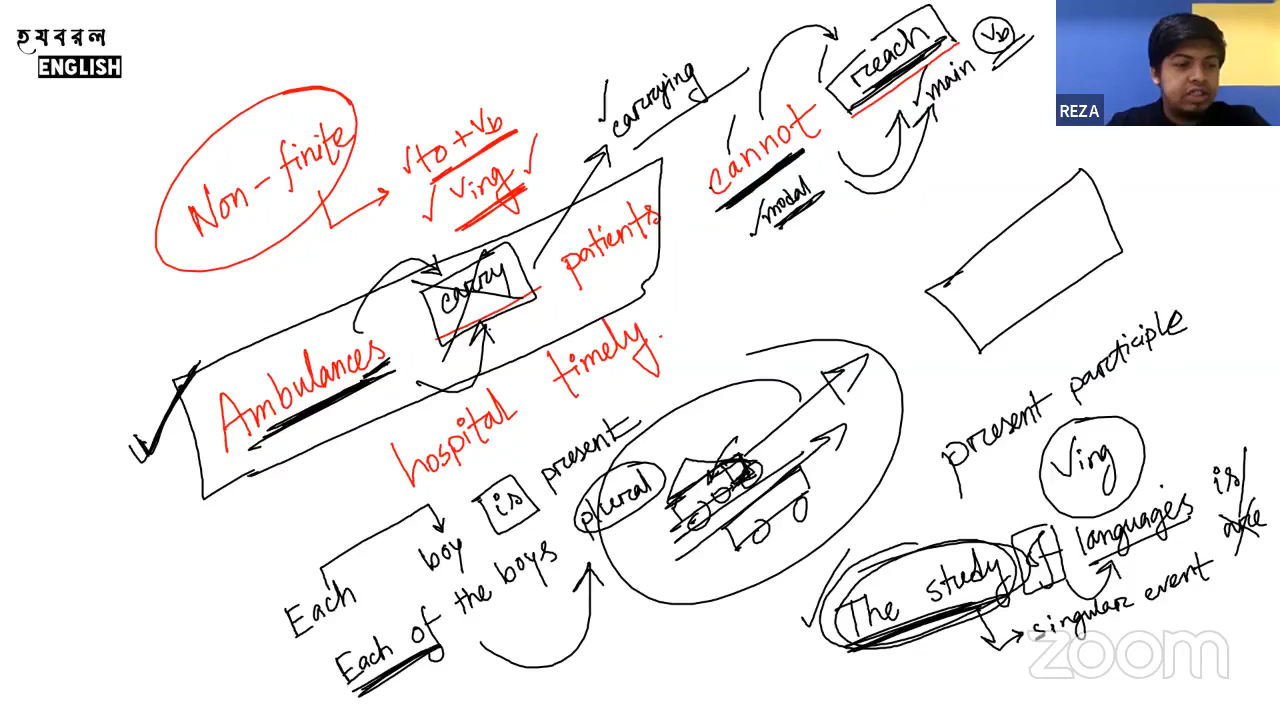 হযবরল
ENGLISH
REZA
Non-finite
to + Vb
Ving
carrying
cannot
modal
reach
main
Vb
Ambulances carry patients
hospital timely.
Each boy is present
Each of the boys
plural
present participle
Ving
The study of languages is/are
singular event
zoom